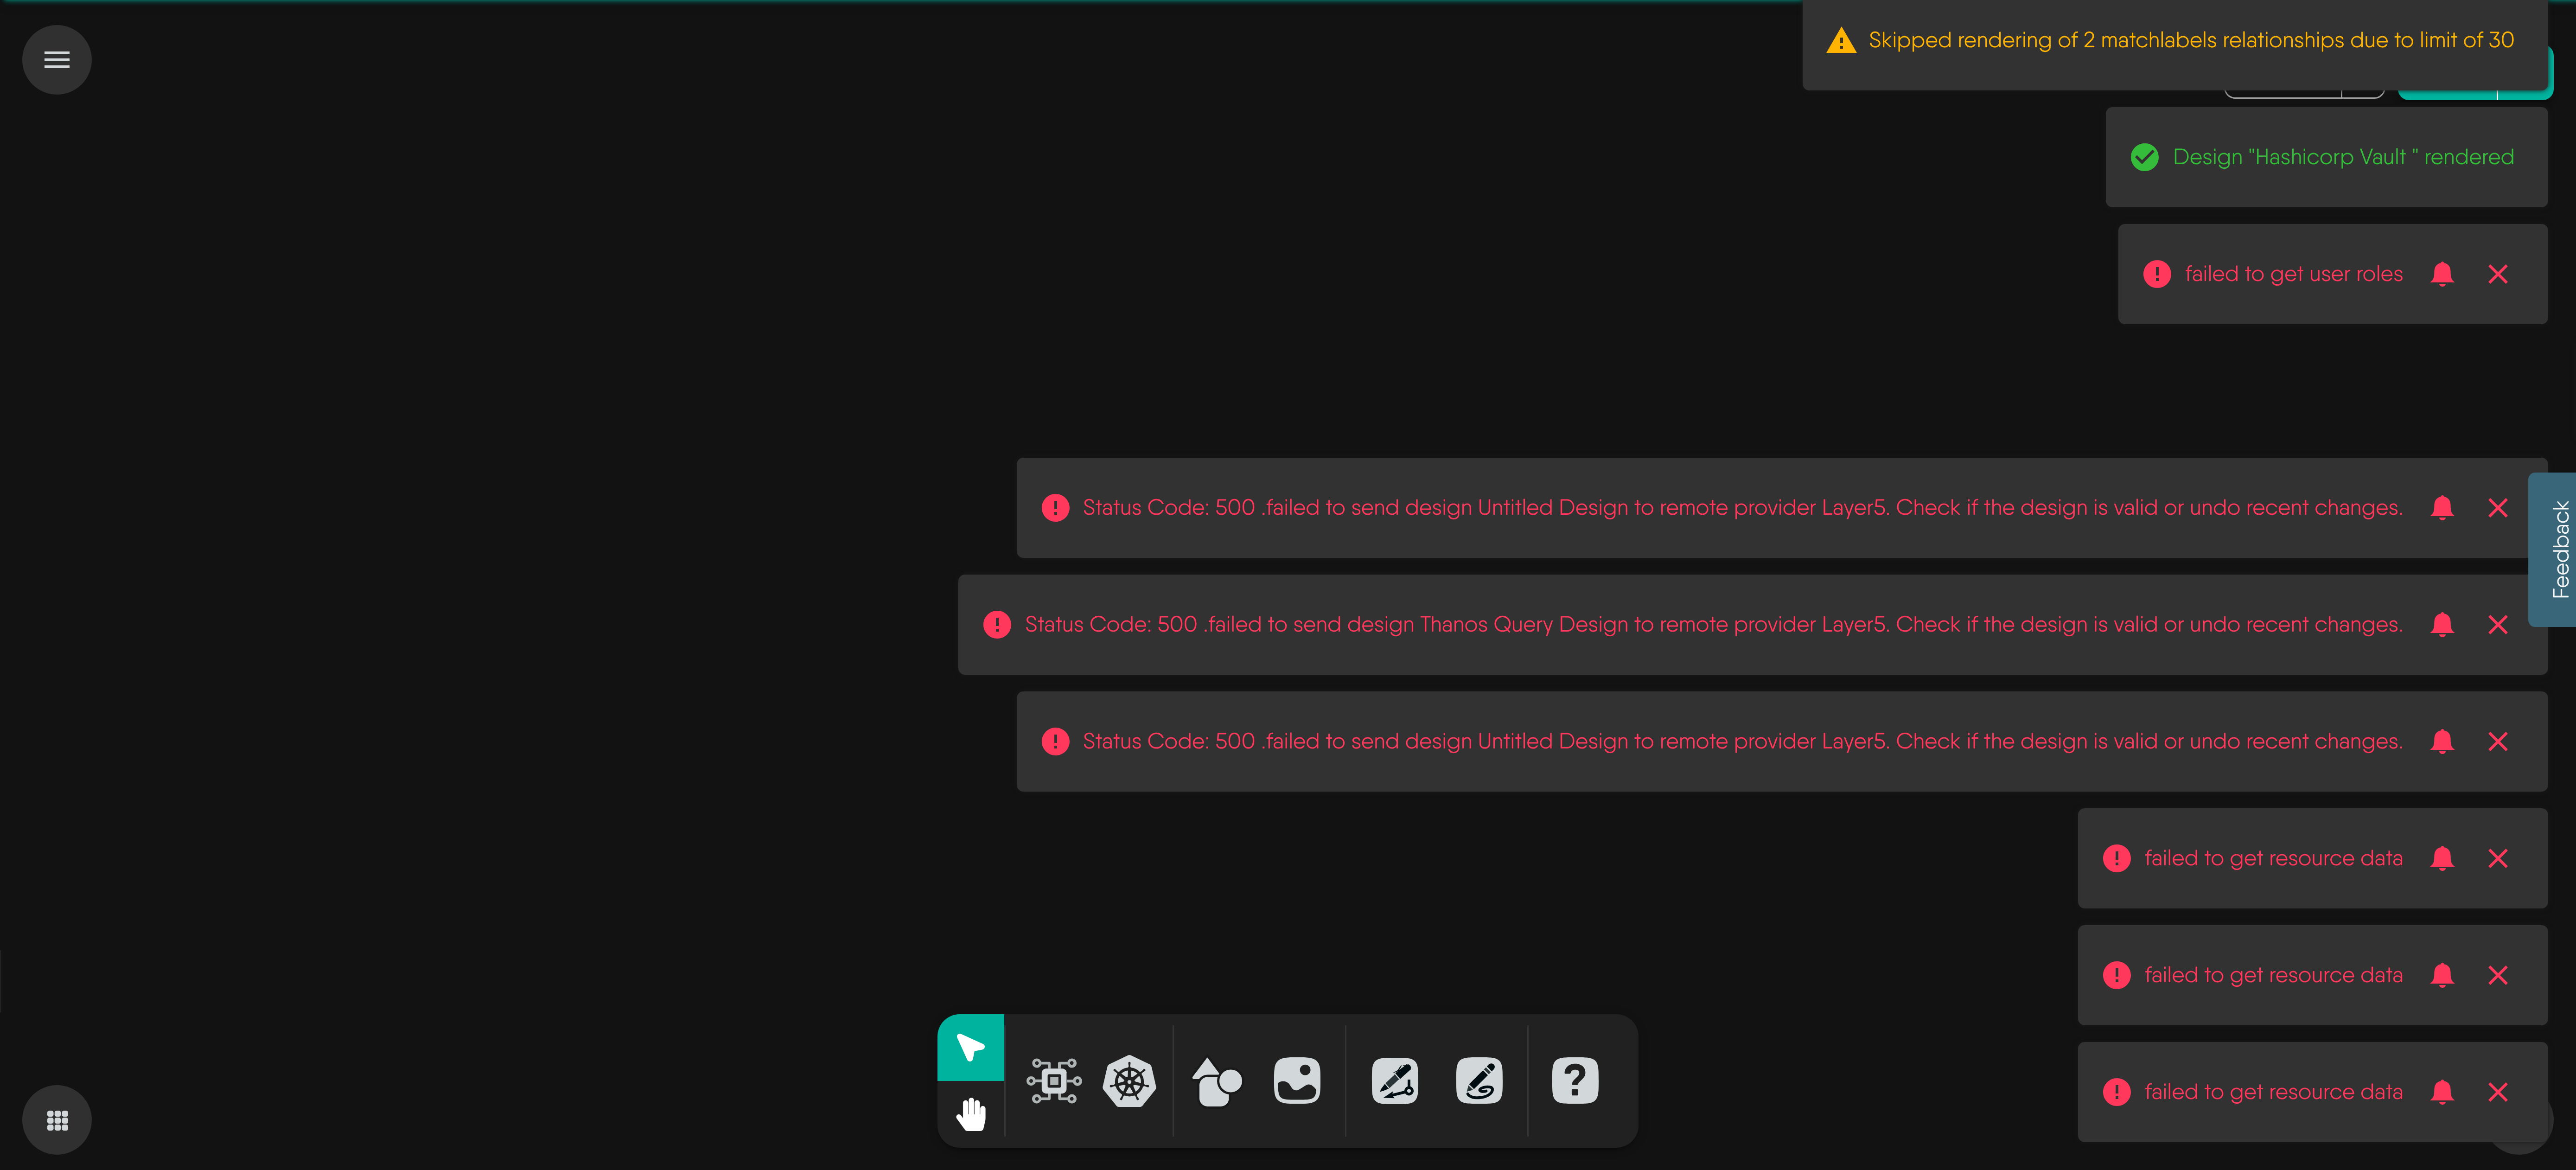 Skipped rendering of 2 matchlabels relationships due to limit of 30
Design "Hashicorp Vault " rendered
failed to get user roles
Status Code: 500 .failed to send design Untitled Design to remote provider Layer5. Check if the design is valid or undo recent changes.
Feedback
Status Code: 500 .failed to send design Thanos Query Design to remote provider Layer5. Check if the design is valid or undo recent changes.
Status Code: 500 .failed to send design Untitled Design to remote provider Layer5. Check if the design is valid or undo recent changes.
failed to get resource data
failed to get resource data
failed to get resource data
?